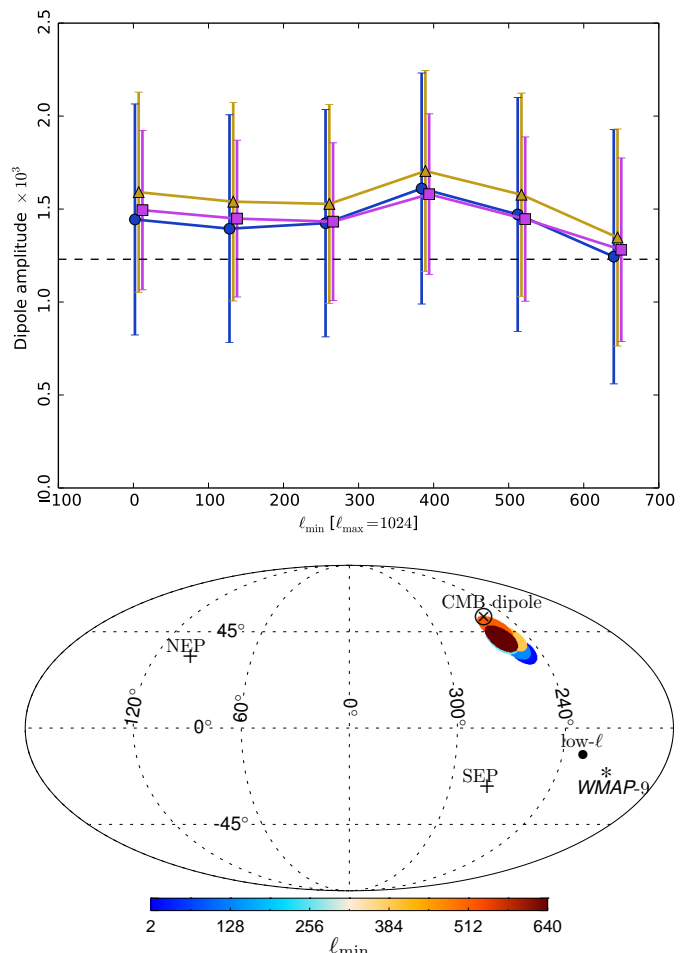 2.5
2.0
1.5
1.0
0.5
0.0
Dipole amplitude ×10³
-100 0 100 200 300 400 500 600 700
ℓmin [ℓmax=1024]
CMB dipole
45°
NEP
120° 60° 0° 300° 240°
0°
low-ℓ
SEP
WMAP-9
-45°
2 128 256 384 512 640
ℓmin